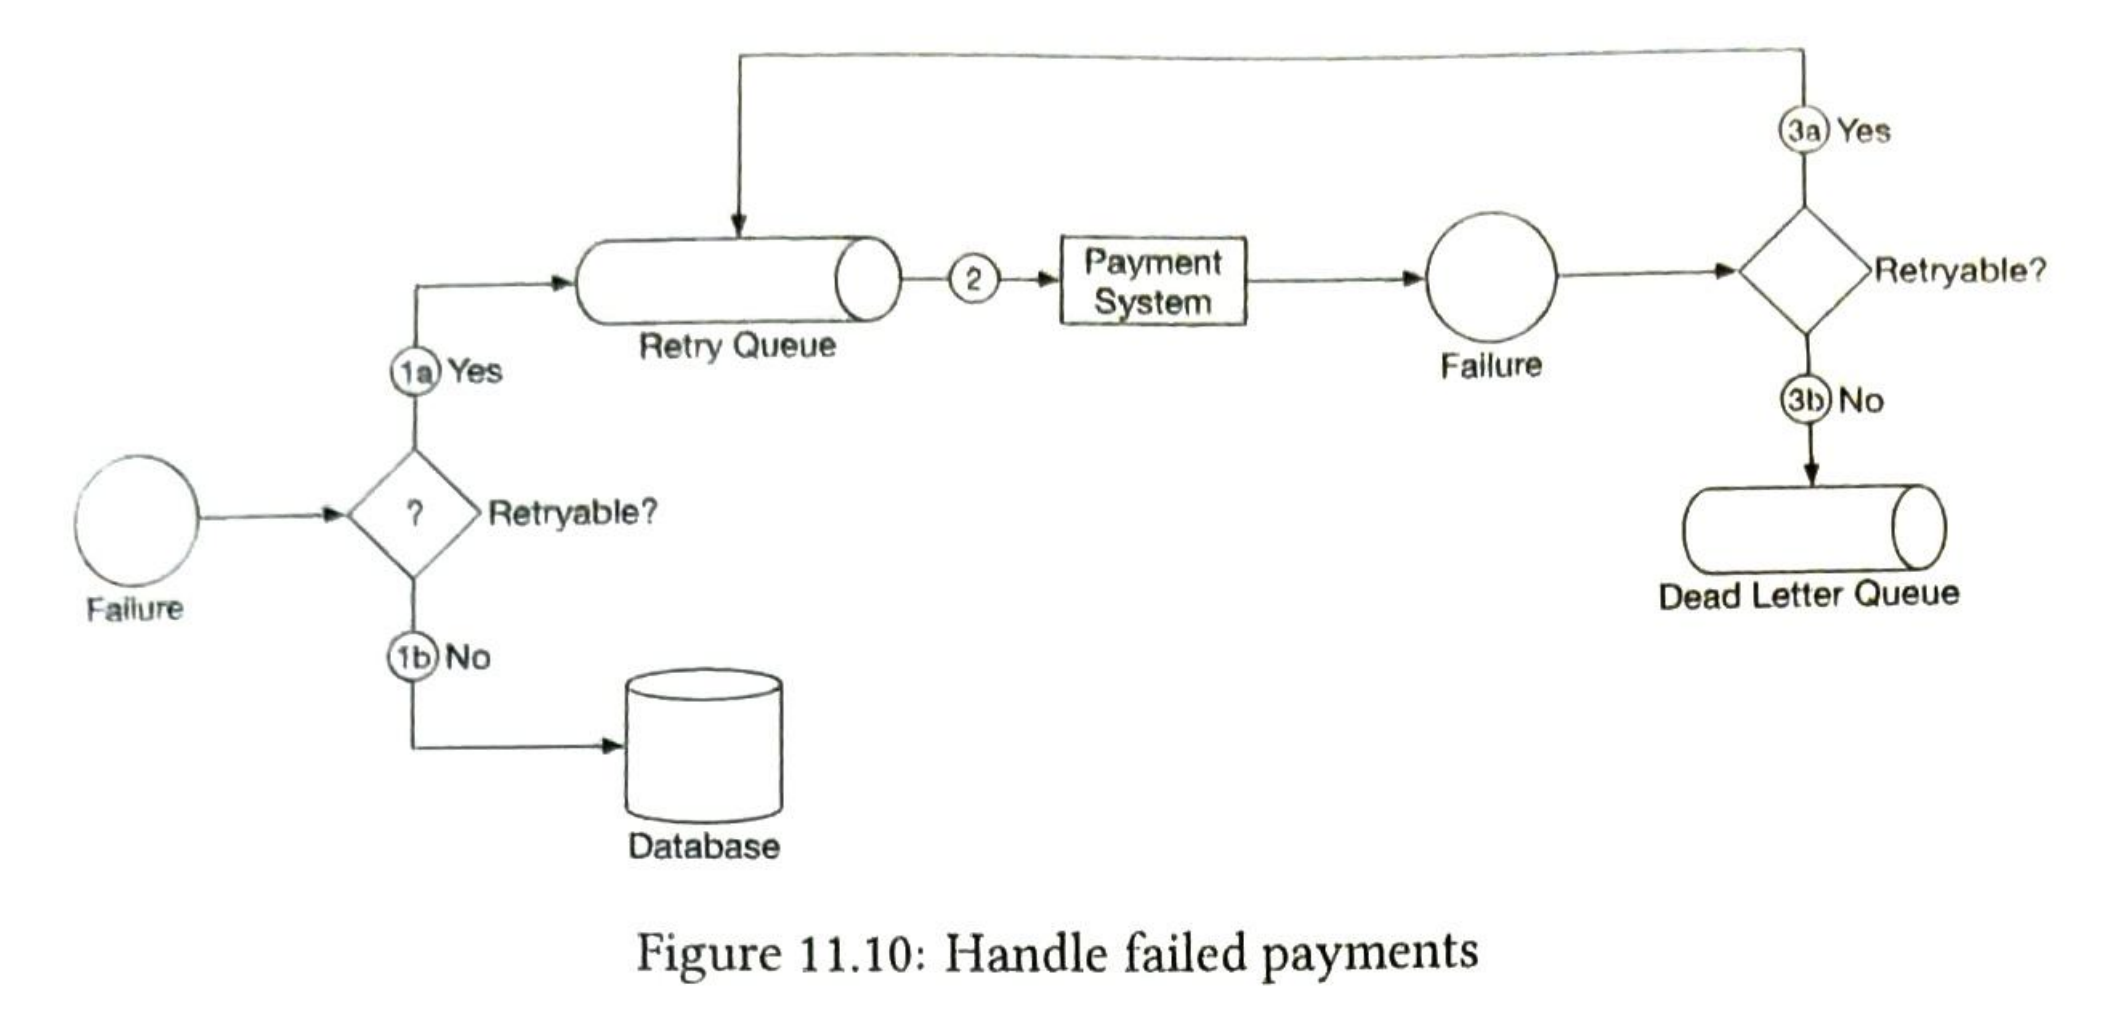 3a Yes
Retryable?
2
Payment
System
Retry Queue
Failure
1a Yes
3b No
? Retryable?
Failure
Dead Letter Queue
1b No
Database
Figure 11.10: Handle failed payments